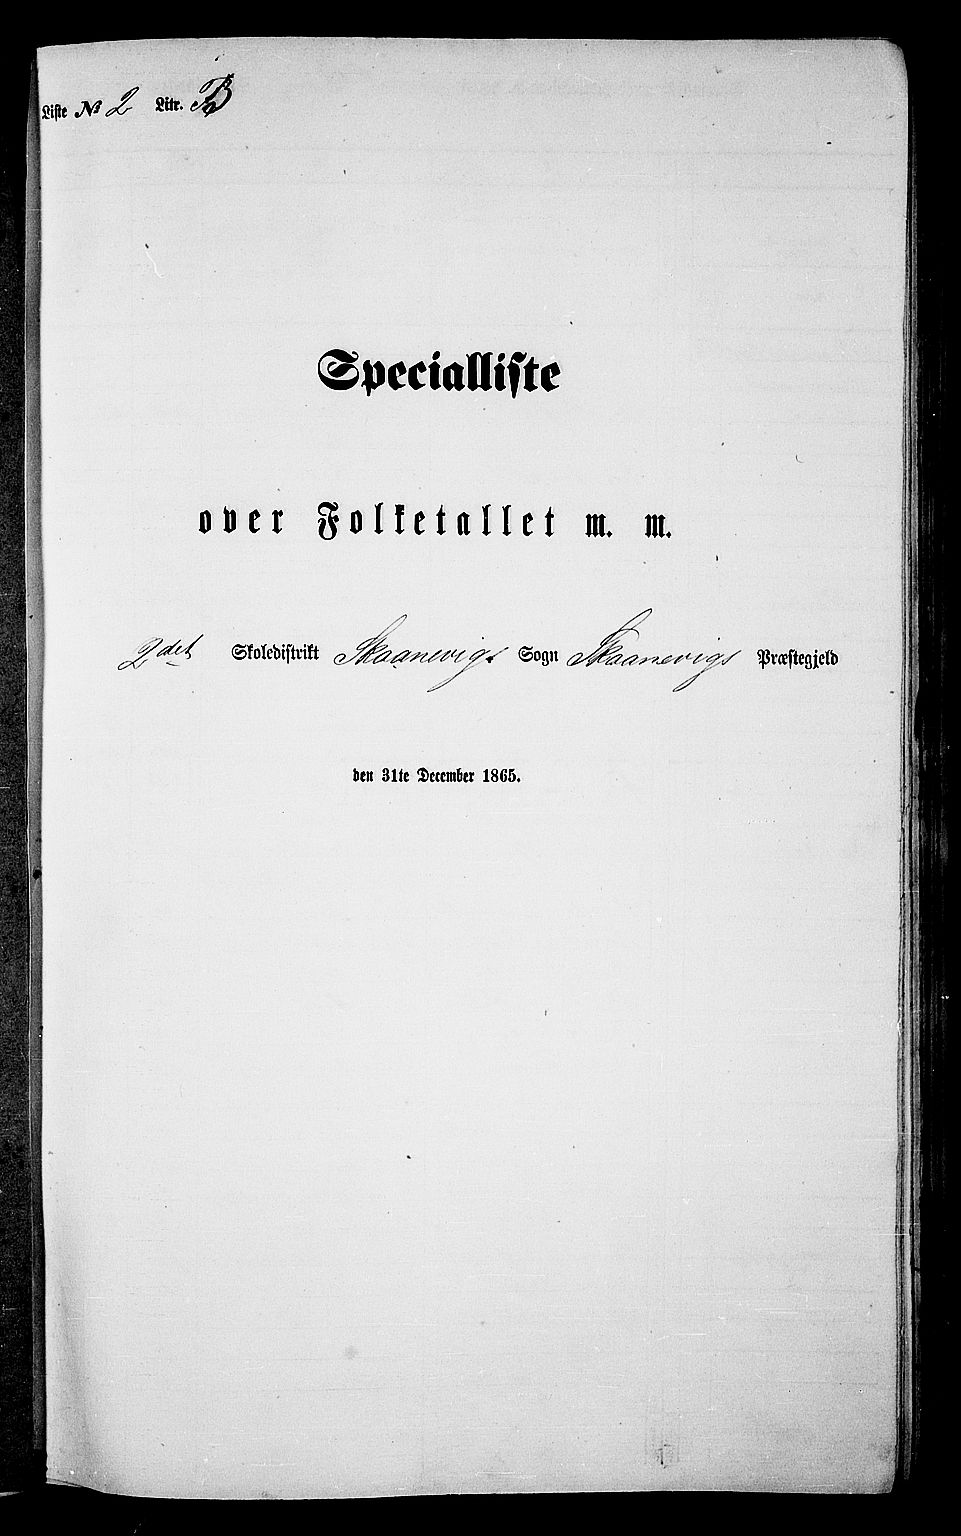 Liste No 2 Litr. B
Specialliste
over Folketallet m. m.
2det Skoledistrikt Skaanevigs Sogn Skaanevigs Præstegjeld
den 31te December 1865.